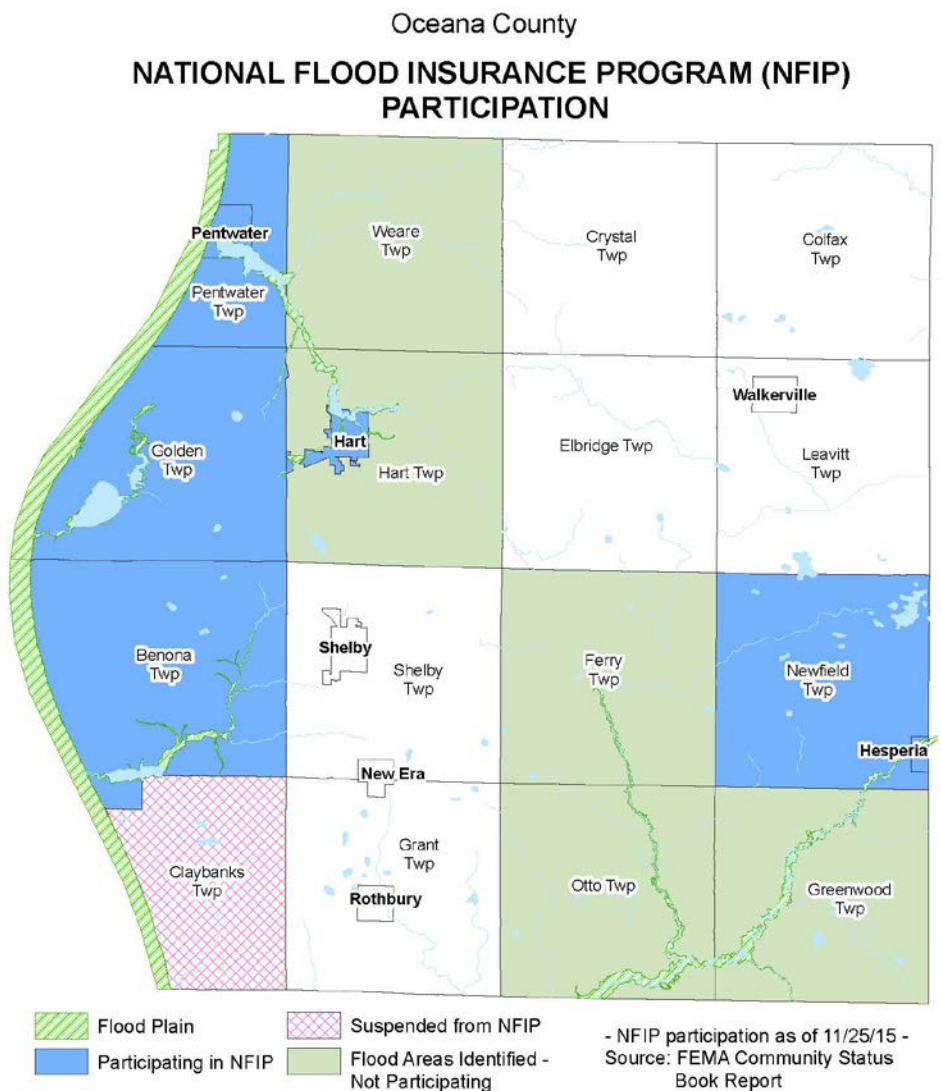 Oceana County
NATIONAL FLOOD INSURANCE PROGRAM (NFIP)
PARTICIPATION
Pentwater
Weare
Twp
Crystal
Twp
Colfax
Twp
Pentwater
Twp
Walkerville
Golden
Twp
Hart
Hart Twp
Elbridge Twp
Leavitt
Twp
Benona
Twp
Shelby
Shelby
Twp
Ferry
Twp
Newfield
Twp
Hesperia
New Era
Claybanks
Twp
Grant
Twp
Rothbury
Otto Twp
Greenwood
Twp
Flood Plain
Participating in NFIP
Suspended from NFIP
Flood Areas Identified -
Not Participating
- NFIP participation as of 11/25/15 -
Source: FEMA Community Status
Book Report